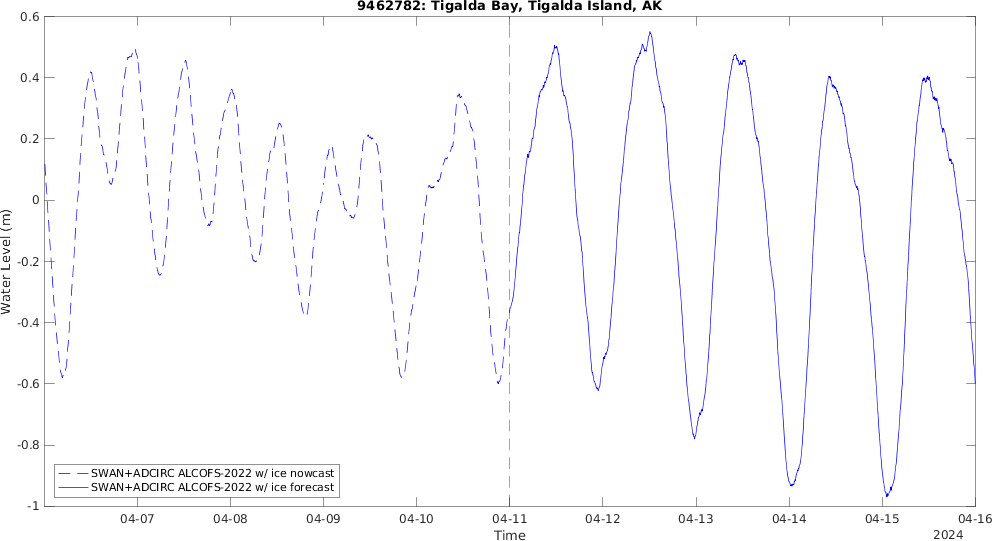 9462782: Tigalda Bay, Tigalda Island, AK
0.6
0.4
0.2
0
-0.2
-0.4
-0.6
-0.8
-1
Water Level (m)
SWAN+ADCIRC ALCOFS-2022 w/ ice nowcast
SWAN+ADCIRC ALCOFS-2022 w/ ice forecast
04-07 04-08 04-09 04-10 04-11 04-12 04-13 04-14 04-15 04-16
Time
2024